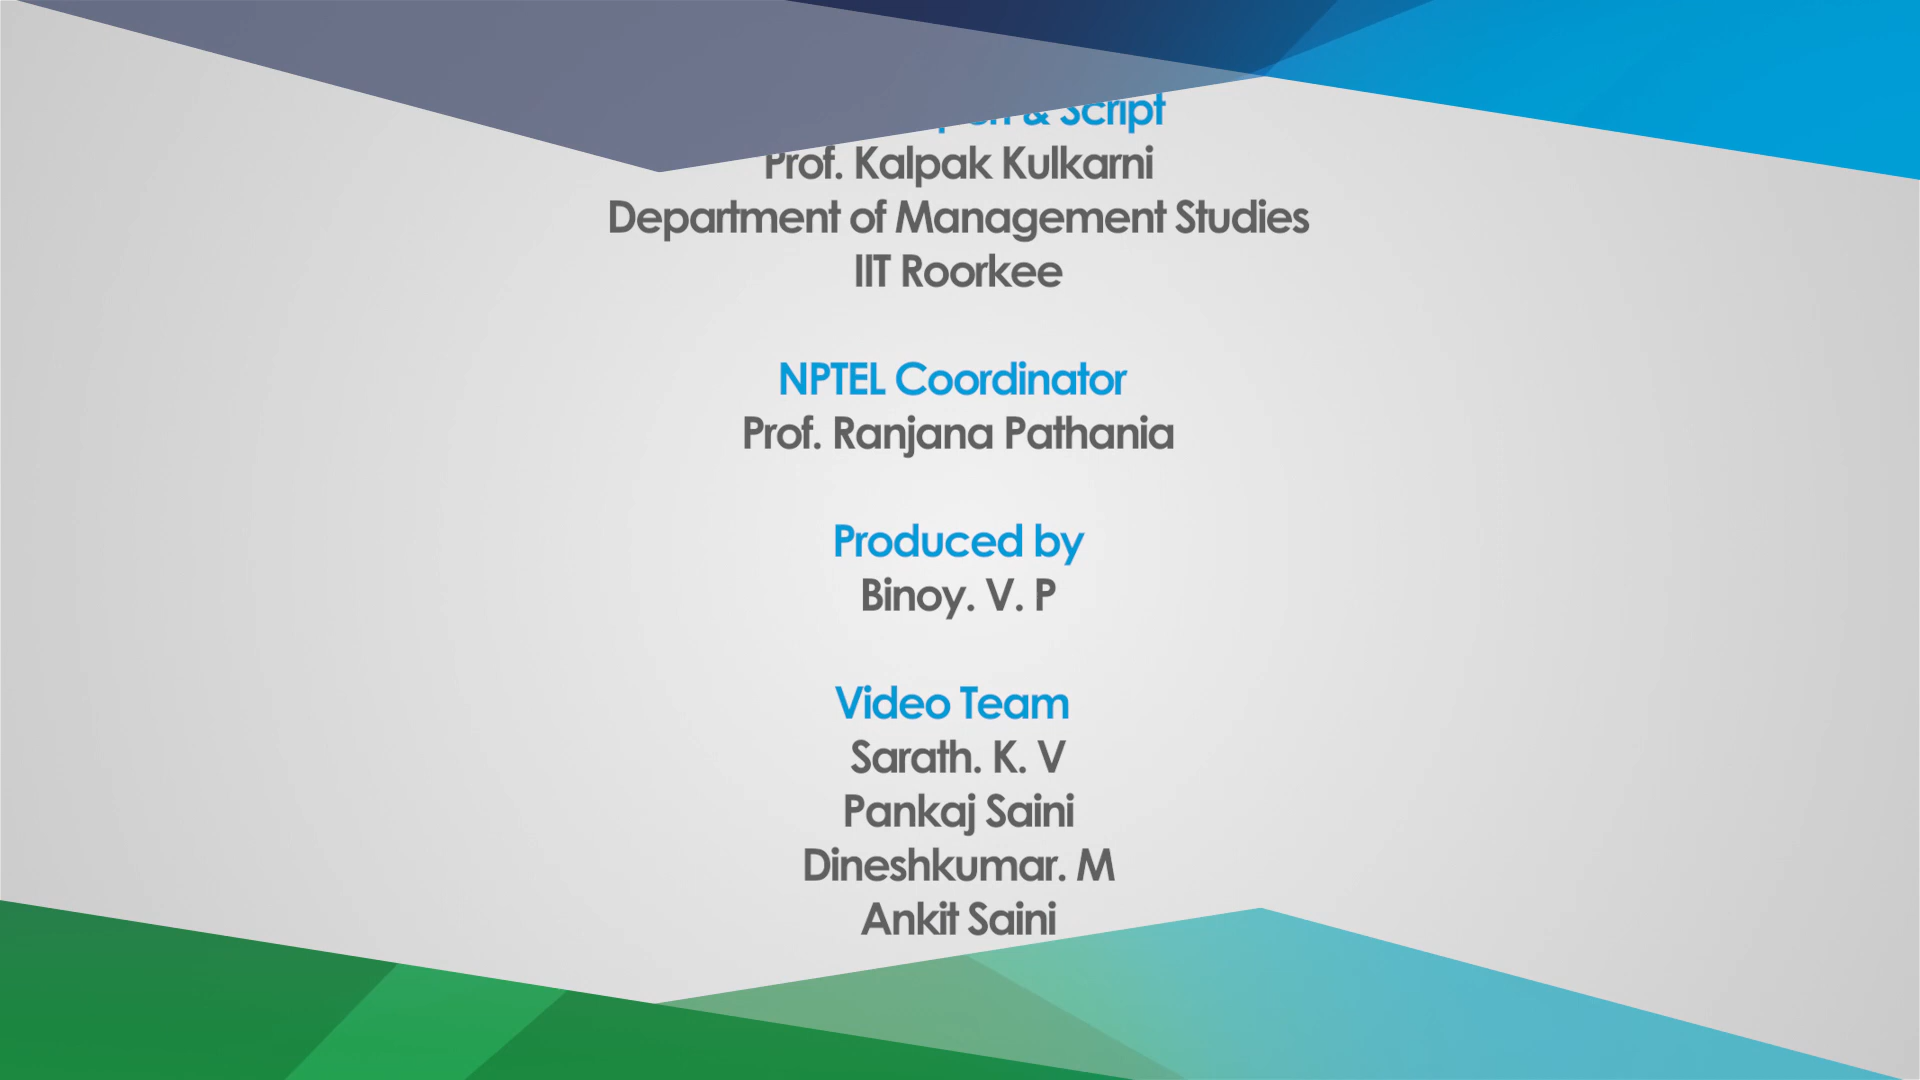 & Script
Prof. Kalpak Kulkarni
Department of Management Studies
IIT Roorkee
NPTEL Coordinator
Prof. Ranjana Pathania
Produced by
Binoy. V. P
Video Team
Sarath. K. V
Pankaj Saini
Dineshkumar. M
Ankit Saini